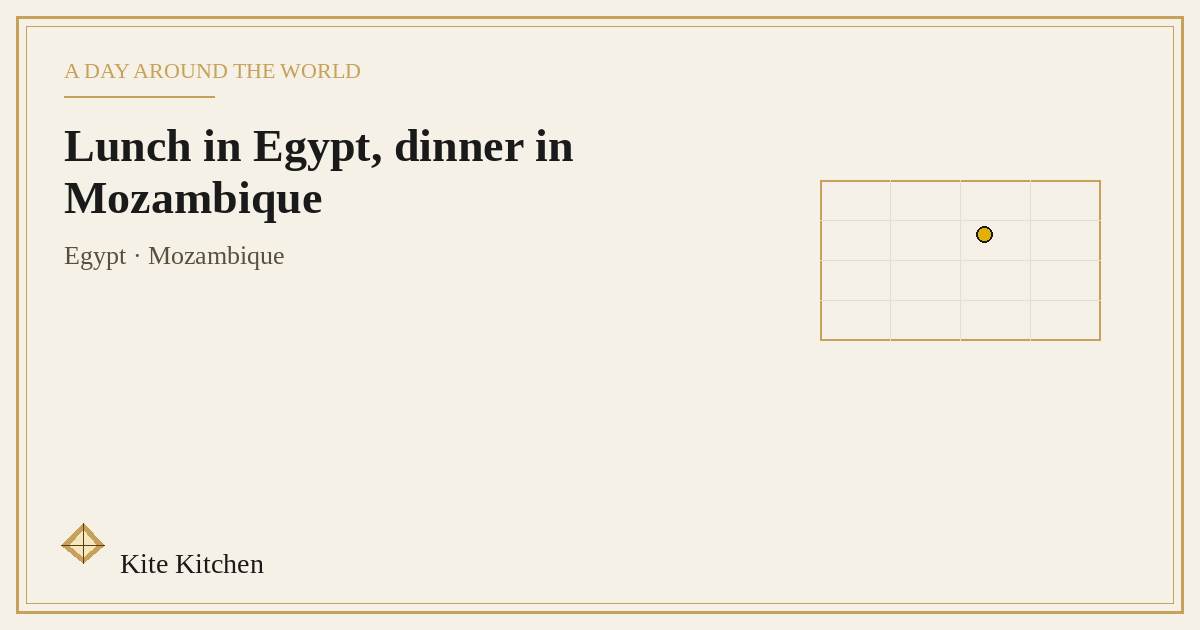 A DAY AROUND THE WORLD
Lunch in Egypt, dinner in
Mozambique
Egypt · Mozambique
Kite Kitchen